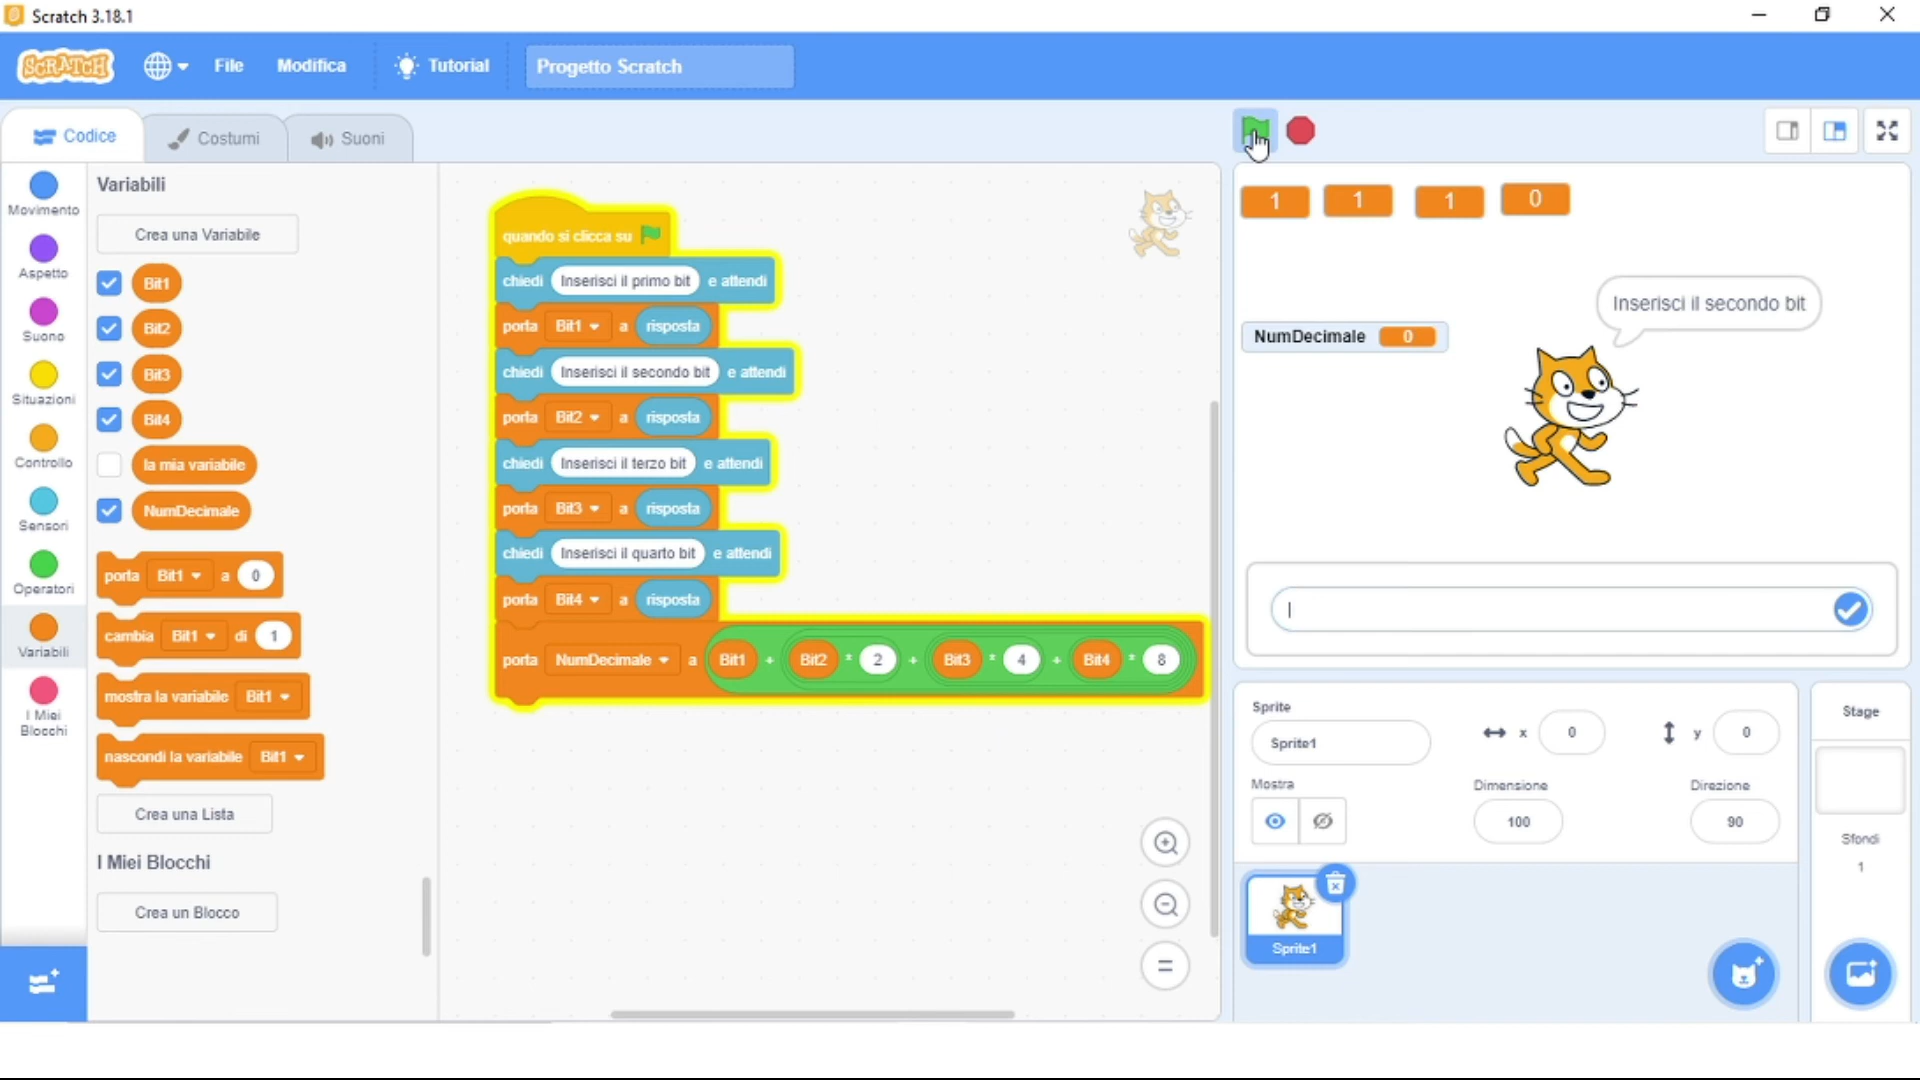 Scratch 3.18.1
SCRATCH
File
Modifica
Tutorial
Progetto Scratch
Codice
Costumi
Suoni
Movimento
Aspetto
Suono
Situazioni
Controllo
Sensori
Operatori
Variabili
I Miei
Blocchi
Variabili
Crea una Variabile
Bit1
Bit2
Bit3
Bit4
la mia variabile
NumDecimale
porta Bit1 a 0
cambia Bit1 di 1
mostra la variabile Bit1
nascondi la variabile Bit1
Crea una Lista
I Miei Blocchi
Crea un Blocco
quando si clicca su
chiedi Inserisci il primo bit e attendi
porta Bit1 a risposta
chiedi Inserisci il secondo bit e attendi
porta Bit2 a risposta
chiedi Inserisci il terzo bit e attendi
porta Bit3 a risposta
chiedi Inserisci il quarto bit e attendi
porta Bit4 a risposta
porta NumDecimale a Bit1 + Bit2 * 2 + Bit3 * 4 + Bit4 * 8
1 1 1 0
Inserisci il secondo bit
NumDecimale 0
Sprite
Sprite1
x 0
y 0
Mostra
Dimensione
100
Direzione
90
Sprite1
Stage
Sfondi
1